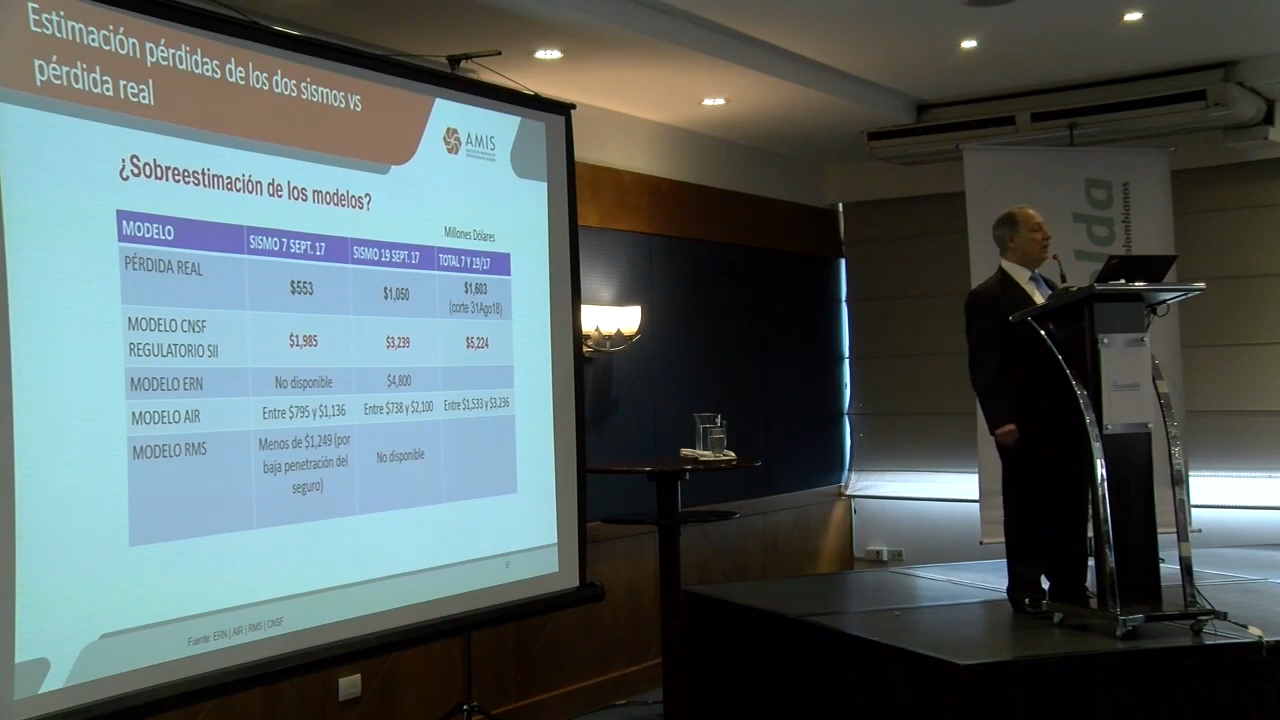 Estimación pérdidas de los dos sismos vs
pérdida real
AMIS
¿Sobreestimación de los modelos?
Millones Dólares
MODELO SISMO 7 SEPT. 17 SISMO 19 SEPT. 17 TOTAL 7 Y 19/17
PÉRDIDA REAL $553 $1,050 $1,603
(corte 31Ago18)
MODELO CNSF
REGULATORIO SII $1,985 $3,239 $5,224
MODELO ERN No disponible $4,800
MODELO AIR Entre $795 y $1,136 Entre $738 y $2,100 Entre $1,533 y $3,236
MODELO RMS Menos de $1,249 (por
baja penetración del
seguro) No disponible
57
Fuente: ERN | AIR | RMS | CNSF
lda
olombianos